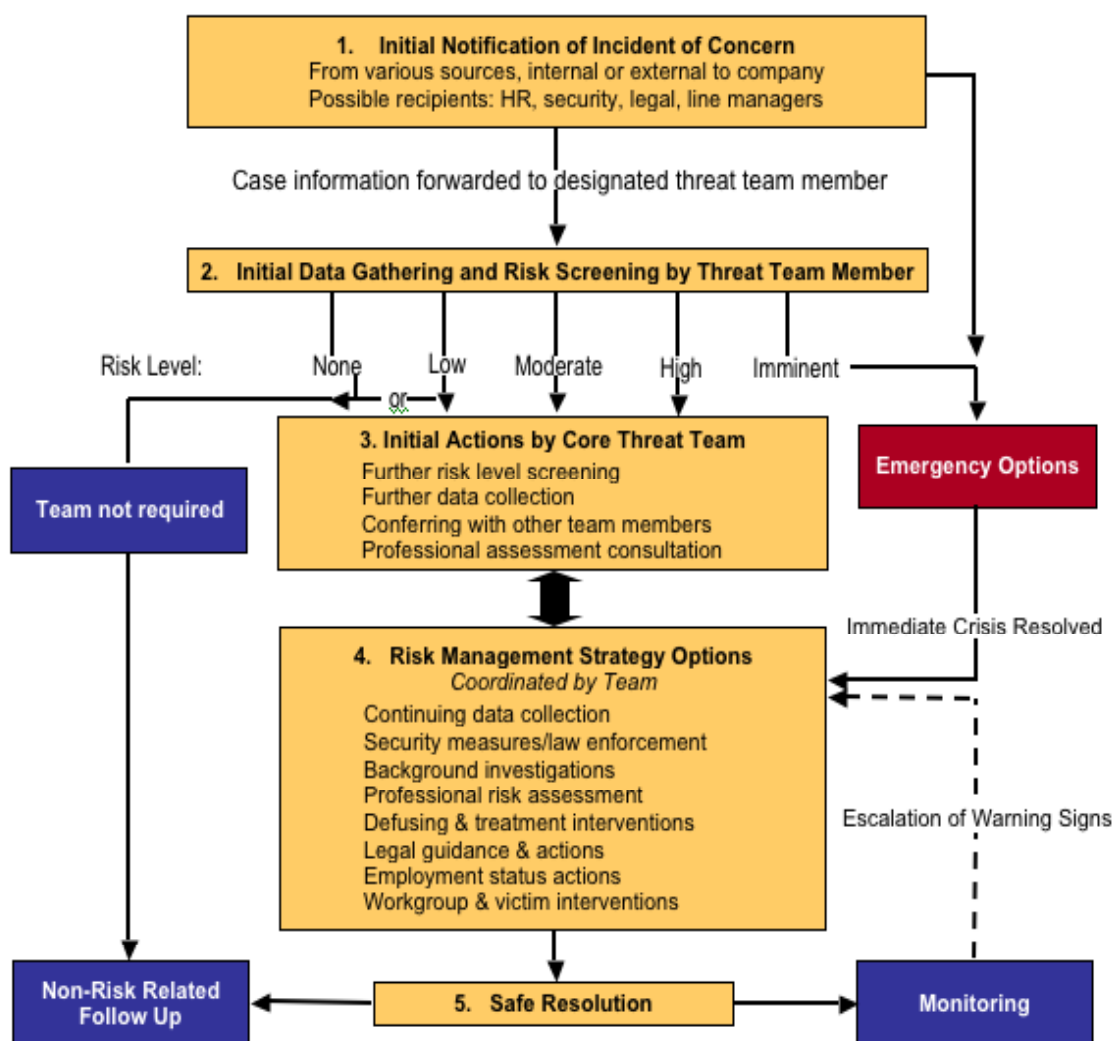 1. Initial Notification of Incident of Concern
From various sources, internal or external to company
Possible recipients: HR, security, legal, line managers
Case information forwarded to designated threat team member
2. Initial Data Gathering and Risk Screening by Threat Team Member
Risk Level: None Low Moderate High Imminent
or
3. Initial Actions by Core Threat Team
Further risk level screening
Further data collection
Conferring with other team members
Professional assessment consultation
Emergency Options
Team not required
Immediate Crisis Resolved
4. Risk Management Strategy Options
Coordinated by Team
Continuing data collection
Security measures/law enforcement
Background investigations
Professional risk assessment
Defusing & treatment interventions
Legal guidance & actions
Employment status actions
Workgroup & victim interventions
Escalation of Warning Signs
Non-Risk Related
Follow Up
5. Safe Resolution
Monitoring